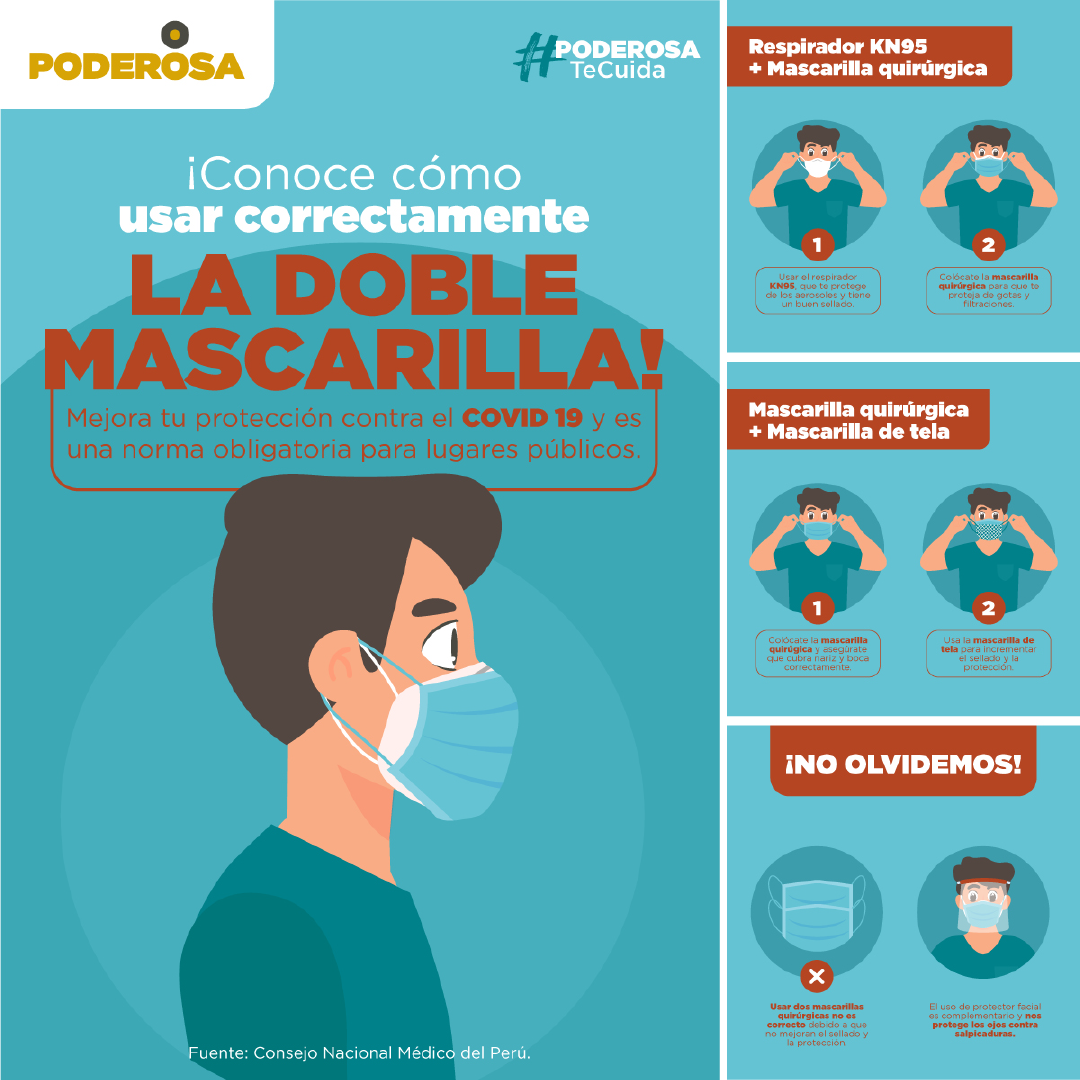 PODEROSA
#PODEROSA
TeCuida
¡Conoce cómo
usar correctamente
LA DOBLE
MASCARILLA!
Mejora tu protección contra el COVID 19 y es
una norma obligatoria para lugares públicos.
Fuente: Consejo Nacional Médico del Perú.
Respirador KN95
+ Mascarilla quirúrgica
1
Usar el respirador
KN95, que te protege
de los aerosoles y tiene
un buen sellado.
2
Colócate la mascarilla
quirúrgica para que te
proteja de gotas y
filtraciones.
Mascarilla quirúrgica
+ Mascarilla de tela
1
Colócate la mascarilla
quirúgica y asegúrate
que cubra nariz y boca
correctamente.
2
Usa la mascarilla de
tela para incrementar
el sellado y la
protección.
¡NO OLVIDEMOS!
Usar dos mascarillas
quirúrgicas no es
correcto debido a que
no mejoran el sellado y
la protección.
El uso de protector facial
es complementario y nos
protege los ojos contra
salpicaduras.